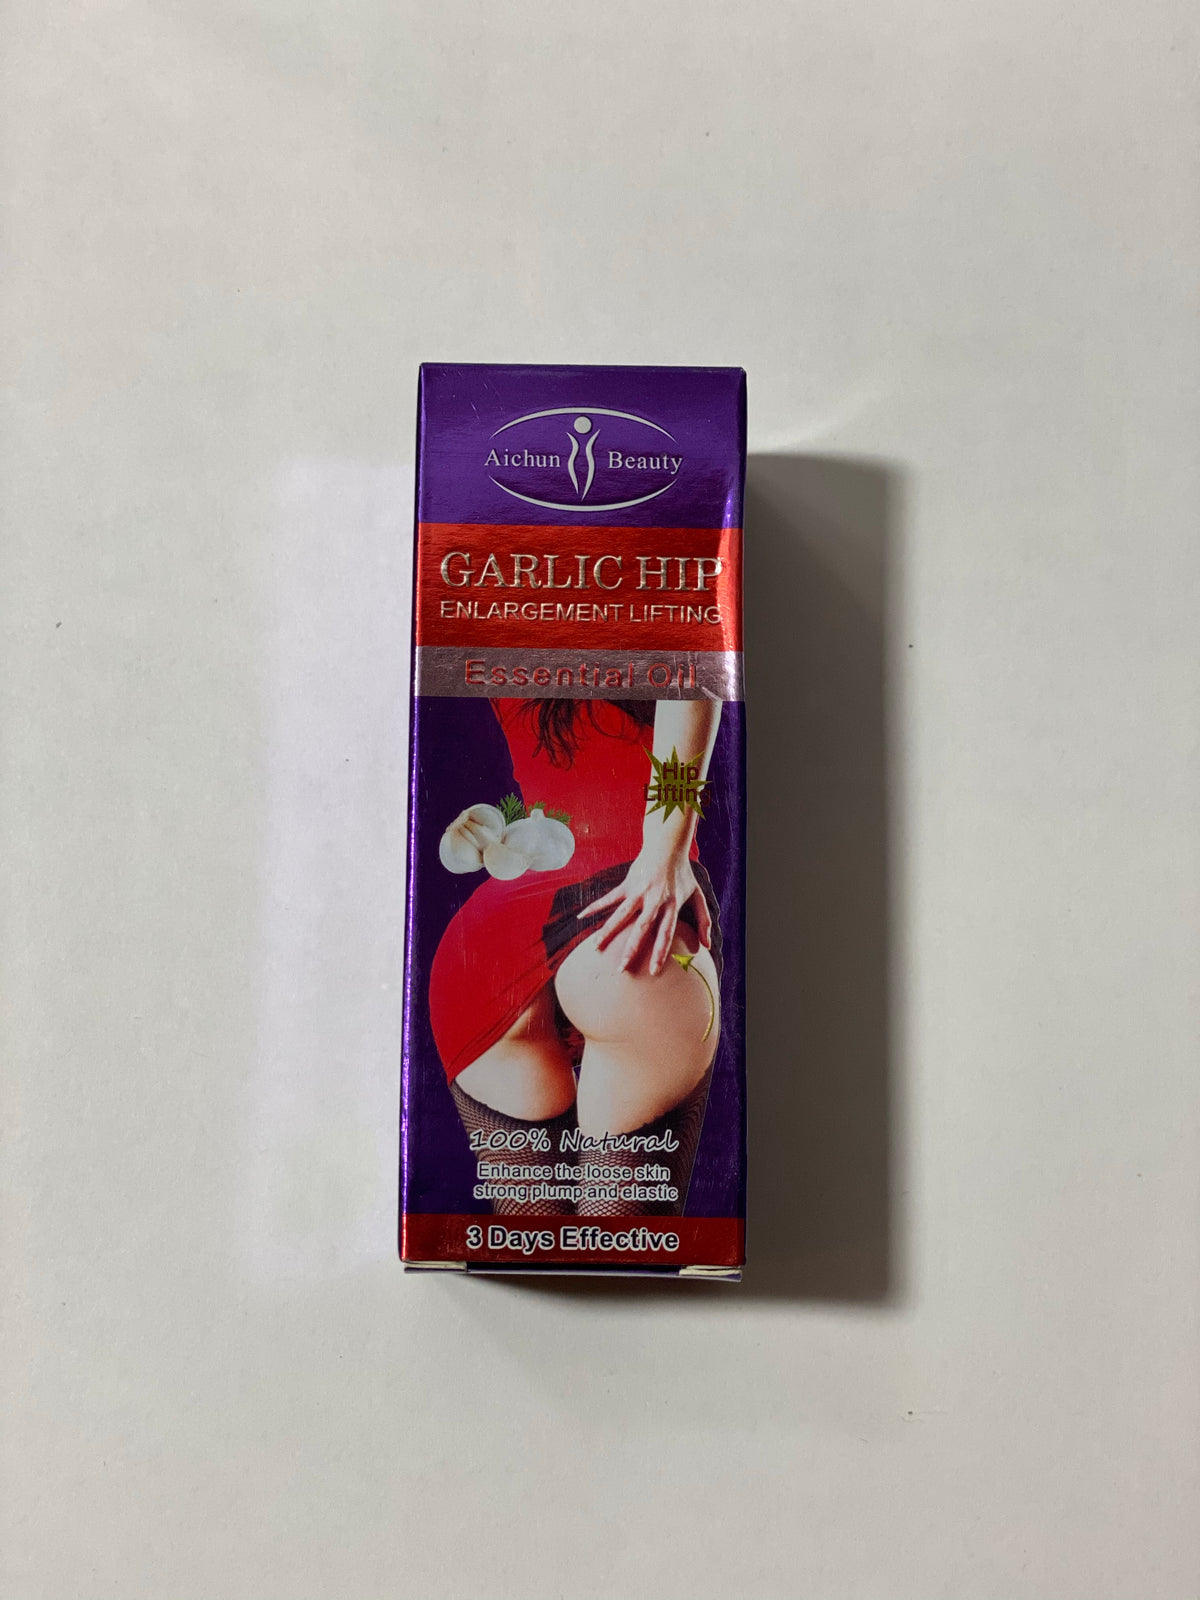 Aichun Beauty
GARLIC HIP
ENLARGEMENT LIFTING
Essential Oil
Hip
Lifting
100% Natural
Enhance the loose skin
strong plump and elastic
3 Days Effective